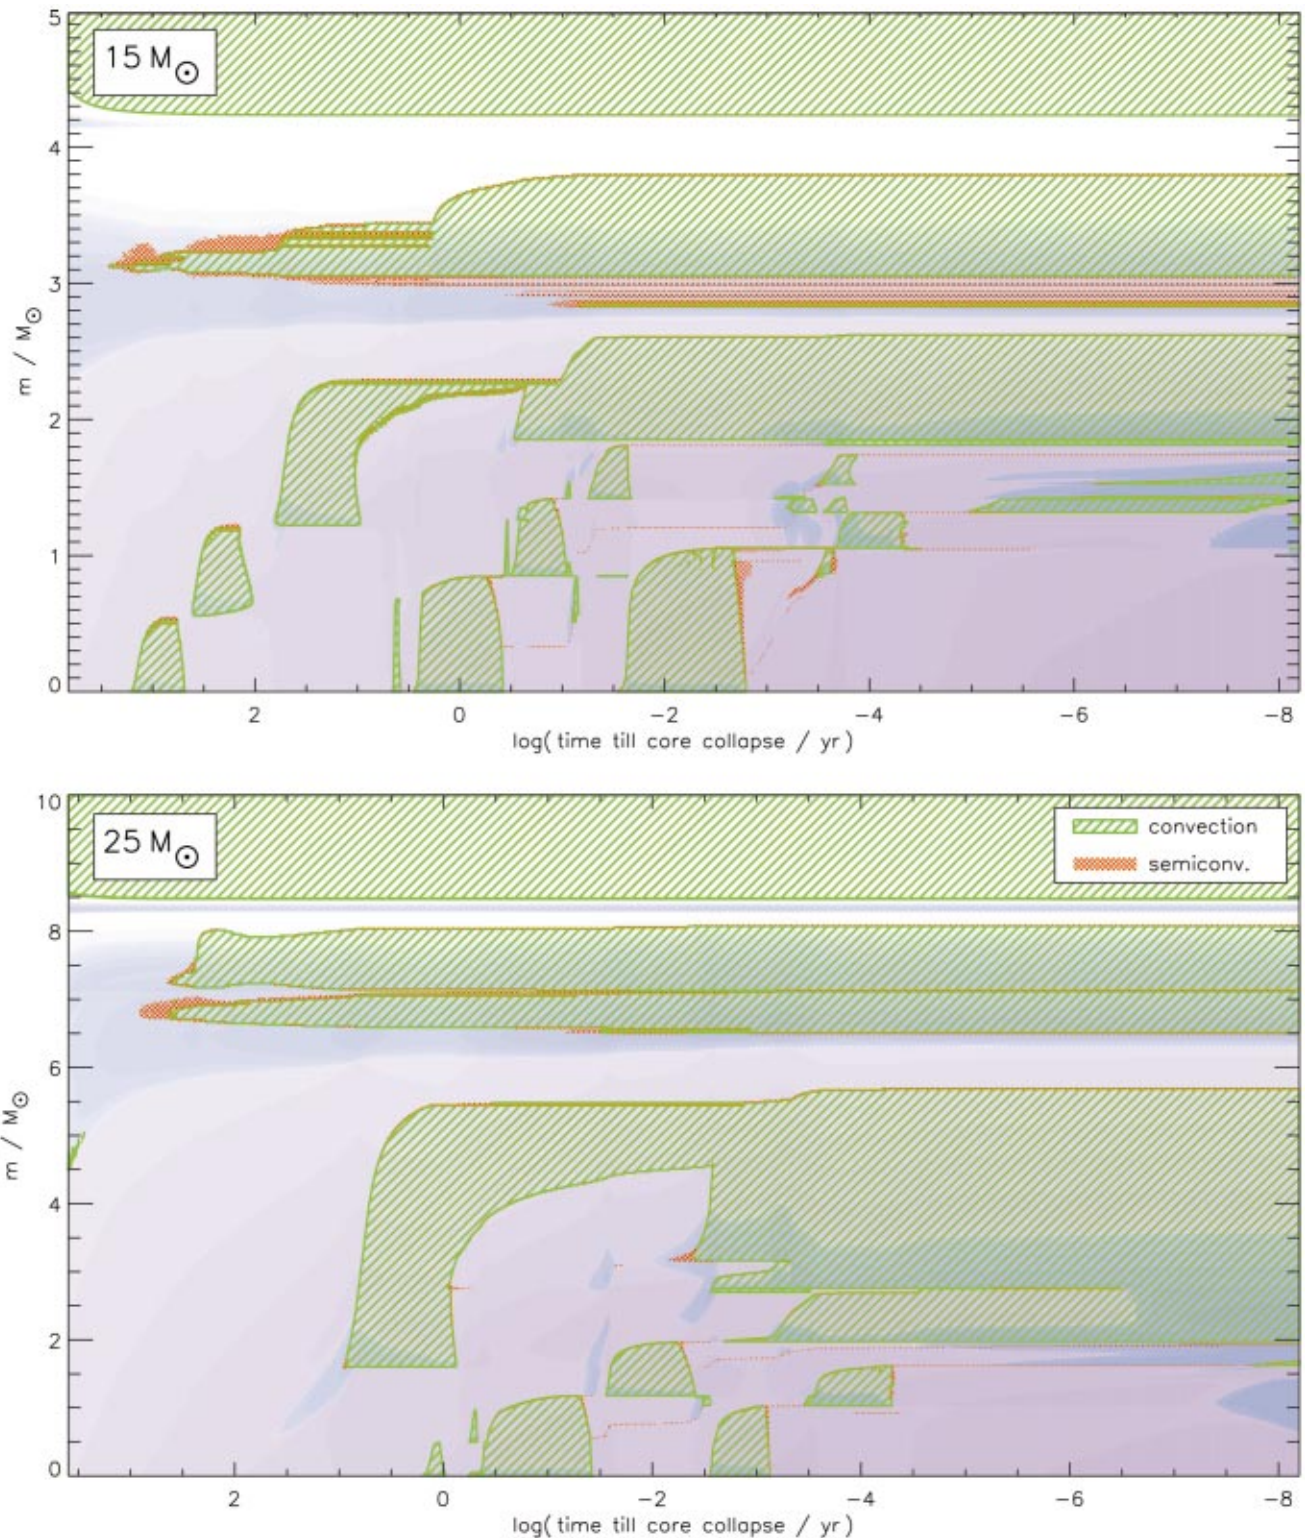 5
15 M⊙
4
3
m / M⊙
2
1
0
2 0 −2 −4 −6 −8
log(time till core collapse / yr)
10
25 M⊙
convection
semiconv.
8
6
m / M⊙
4
2
0
2 0 −2 −4 −6 −8
log(time till core collapse / yr)